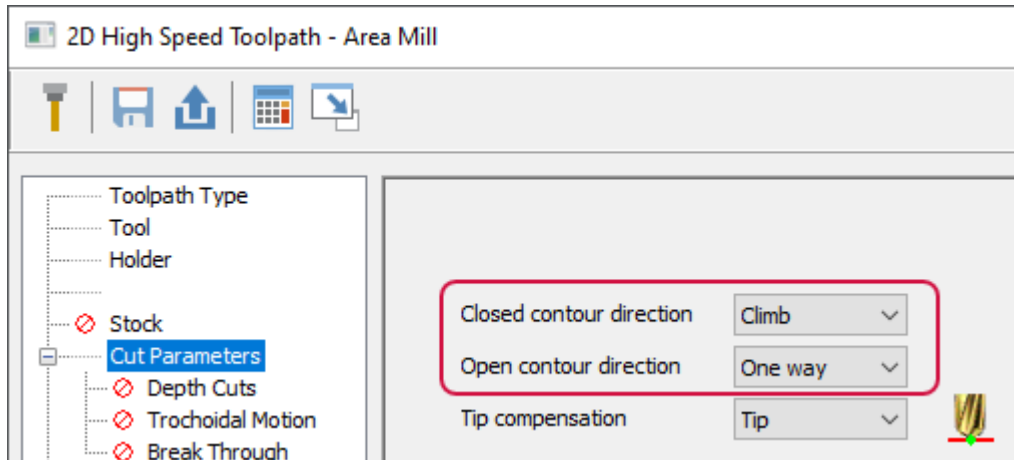 2D High Speed Toolpath - Area Mill
Toolpath Type
Tool
Holder
Stock
Cut Parameters
Depth Cuts
Trochoidal Motion
Break Through
Closed contour direction Climb
Open contour direction One way
Tip compensation Tip